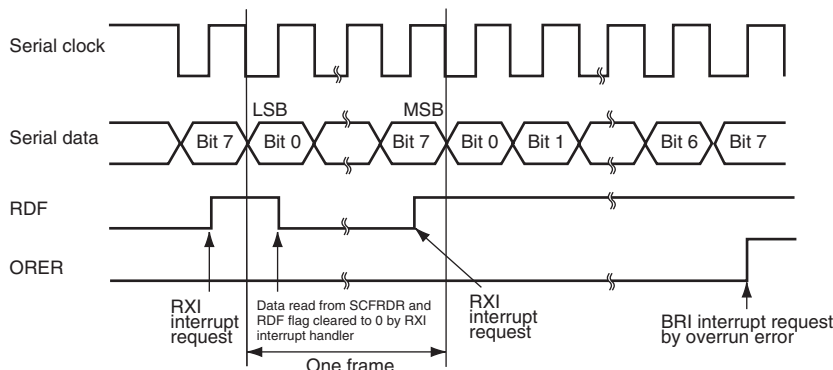 Serial clock
LSB
MSB
Serial data
Bit 7
Bit 0
Bit 7
Bit 0
Bit 1
Bit 6
Bit 7
RDF
ORER
RXI
interrupt
request
Data read from SCFRDR and
RDF flag cleared to 0 by RXI
interrupt handler
RXI
interrupt
request
BRI interrupt request
by overrun error
One frame